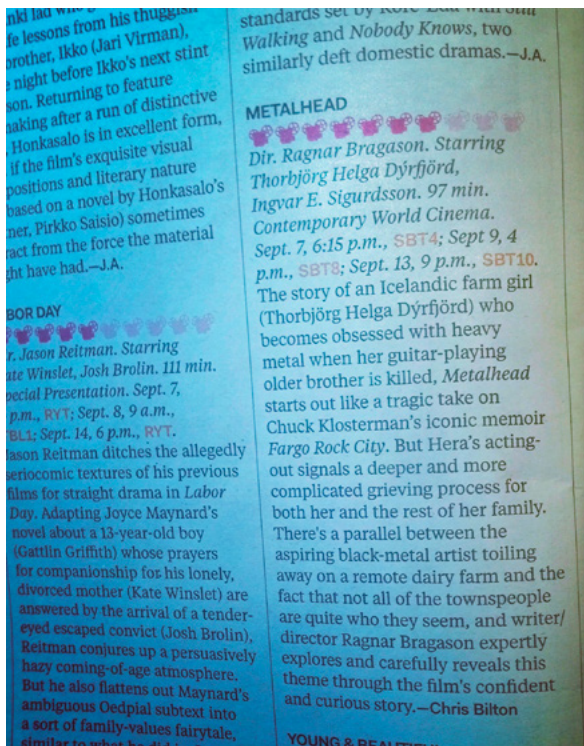 fe lessons from his thuggish
brother, Ikko (Jari Virman),
night before Ikko's next stint
son. Returning to feature
making after a run of distinctive
Honkasalo is in excellent form,
if the film's exquisite visual
positions and literary nature
based on a novel by Honkasalo's
ner, Pirkko Saisio) sometimes
ract from the force the material
ght have had.—J.A.
BOR DAY
r. Jason Reitman. Starring
ate Winslet, Josh Brolin. 111 min.
pecial Presentation. Sept. 7,
p.m., RYT; Sept. 8, 9 a.m.,
BL1; Sept. 14, 6 p.m., RYT.
Jason Reitman ditches the allegedly
seriocomic textures of his previous
films for straight drama in Labor
Day. Adapting Joyce Maynard's
novel about a 13-year-old boy
(Gattlin Griffith) whose prayers
for companionship for his lonely,
divorced mother (Kate Winslet) are
answered by the arrival of a tender-
eyed escaped convict (Josh Brolin),
Reitman conjures up a persuasively
hazy coming-of-age atmosphere.
But he also flattens out Maynard's
ambiguous Oedpial subtext into
a sort of family-values fairytale,
standards set by Kore-Eda with Still
Walking and Nobody Knows, two
similarly deft domestic dramas.—J.A.
METALHEAD
Dir. Ragnar Bragason. Starring
Thorbjörg Helga Dýrfjörd,
Ingvar E. Sigurdsson. 97 min.
Contemporary World Cinema.
Sept. 7, 6:15 p.m., SBT4; Sept 9, 4
p.m., SBT8; Sept. 13, 9 p.m., SBT10.
The story of an Icelandic farm girl
(Thorbjörg Helga Dýrfjörd) who
becomes obsessed with heavy
metal when her guitar-playing
older brother is killed, Metalhead
starts out like a tragic take on
Chuck Klosterman's iconic memoir
Fargo Rock City. But Hera's acting-
out signals a deeper and more
complicated grieving process for
both her and the rest of her family.
There's a parallel between the
aspiring black-metal artist toiling
away on a remote dairy farm and the
fact that not all of the townspeople
are quite who they seem, and writer/
director Ragnar Bragason expertly
explores and carefully reveals this
theme through the film's confident
and curious story.—Chris Bilton
YOUNG & BEAUTIFUL